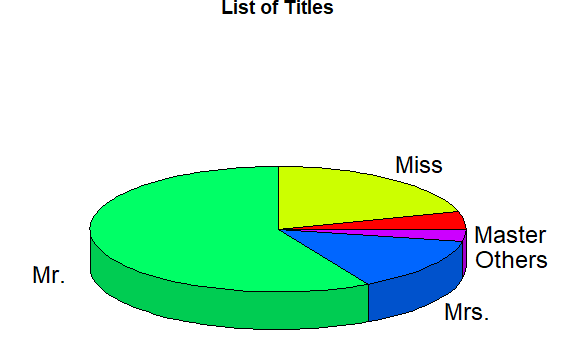 List of Titles
Miss
Master
Others
Mr.
Mrs.